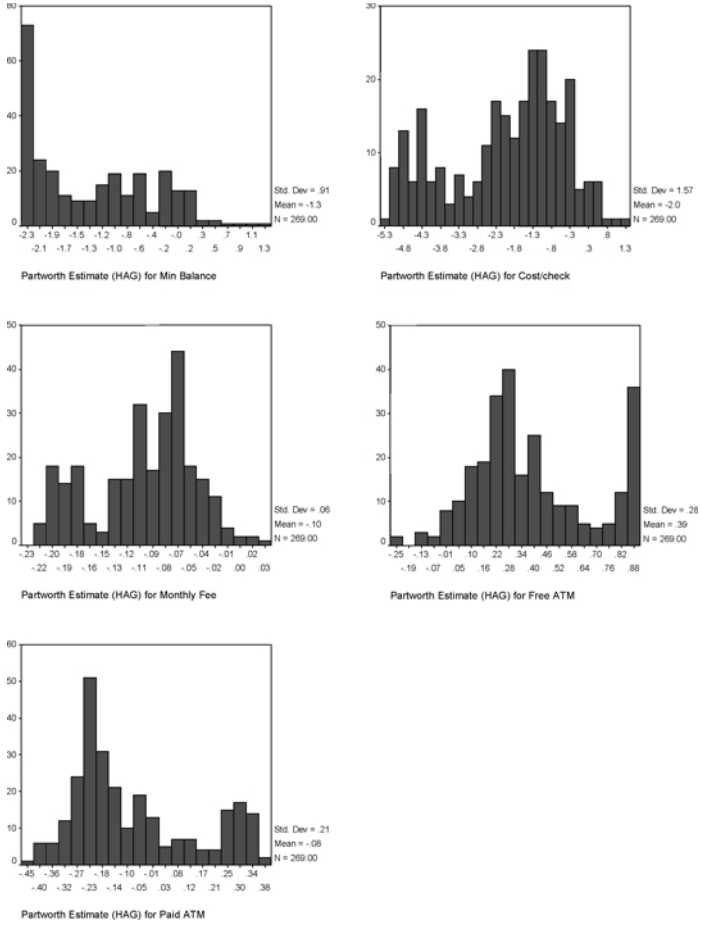 80
60
40
20
0
-2.3 -1.9 -1.5 -1.2 -1.0 -.6 -.2 .2 .5 .9 1.3
-2.1 -1.7 -1.3 -1.1 -.8 -.4 -.0 .3 .7 1.1
Std. Dev = .91
Mean = -1.3
N = 269.00
Partworth Estimate (HAG) for Min Balance
30
20
10
0
-5.3 -4.3 -3.3 -2.3 -1.3 -.3 .8
-4.8 -3.8 -2.8 -1.8 -.8 .3 1.3
Std. Dev = 1.57
Mean = -2.0
N = 269.00
Partworth Estimate (HAG) for Cost/check
50
40
30
20
10
0
-.23 -.20 -.18 -.15 -.12 -.09 -.07 -.04 -.01 .02
-.22 -.19 -.16 -.13 -.11 -.08 -.05 -.02 .00 .03
Std. Dev = .06
Mean = -.10
N = 269.00
Partworth Estimate (HAG) for Monthly Fee
50
40
30
20
10
0
-.25 -.13 -.01 .10 .22 .34 .46 .58 .70 .82
-.19 -.07 .05 .16 .28 .40 .52 .64 .76 .88
Std. Dev = .28
Mean = .39
N = 269.00
Partworth Estimate (HAG) for Free ATM
60
50
40
30
20
10
0
-.45 -.36 -.27 -.18 -.10 -.01 .08 .17 .25 .34
-.40 -.32 -.23 -.14 -.05 .03 .12 .21 .30 .38
Std. Dev = .21
Mean = -.08
N = 269.00
Partworth Estimate (HAG) for Paid ATM